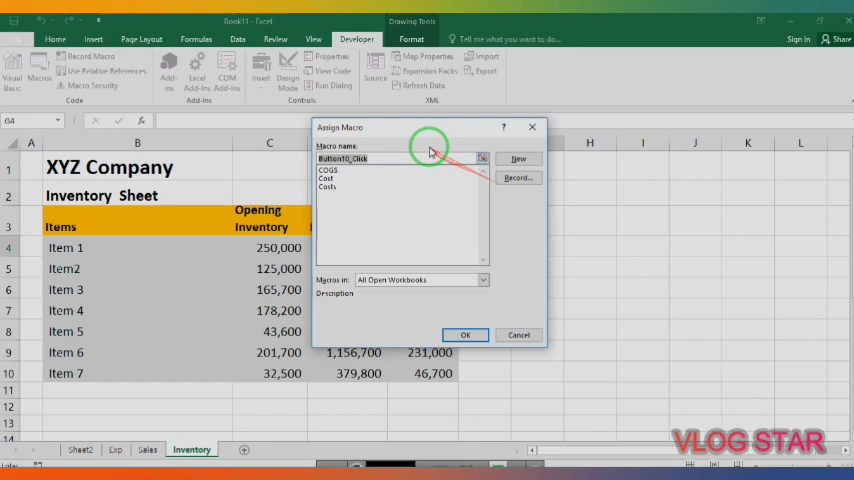 Book11 - Excel
Drawing Tools
Home Insert Page Layout Formulas Data Review View Developer Format Tell me what you want to do... Sign In Share
Visual Basic
Macros
Record Macro
Use Relative References
Macro Security
Code
Add-ins
Excel Add-ins
COM Add-ins
Add-Ins
Insert
Design Mode
Properties
View Code
Run Dialog
Controls
Source
Map Properties
Expansion Packs
Refresh Data
Import
Export
XML
G4
A B C H I J K L
1 XYZ Company
2 Inventory Sheet
3 Items Opening Inventory
4 Item 1 250,000
5 Item2 125,000
6 Item 3 165,700
7 Item 4 178,200
8 Item 5 43,600
9 Item 6 201,700 1,156,700 231,000
10 Item 7 32,500 379,800 46,700
11
12
13
14
Assign Macro ?
Macro name:
Button10_Click
COGS
Cost
Costs
New
Record...
Macros in: All Open Workbooks
Description
OK Cancel
Sheet2 Exp Sales Inventory
VLOG STAR